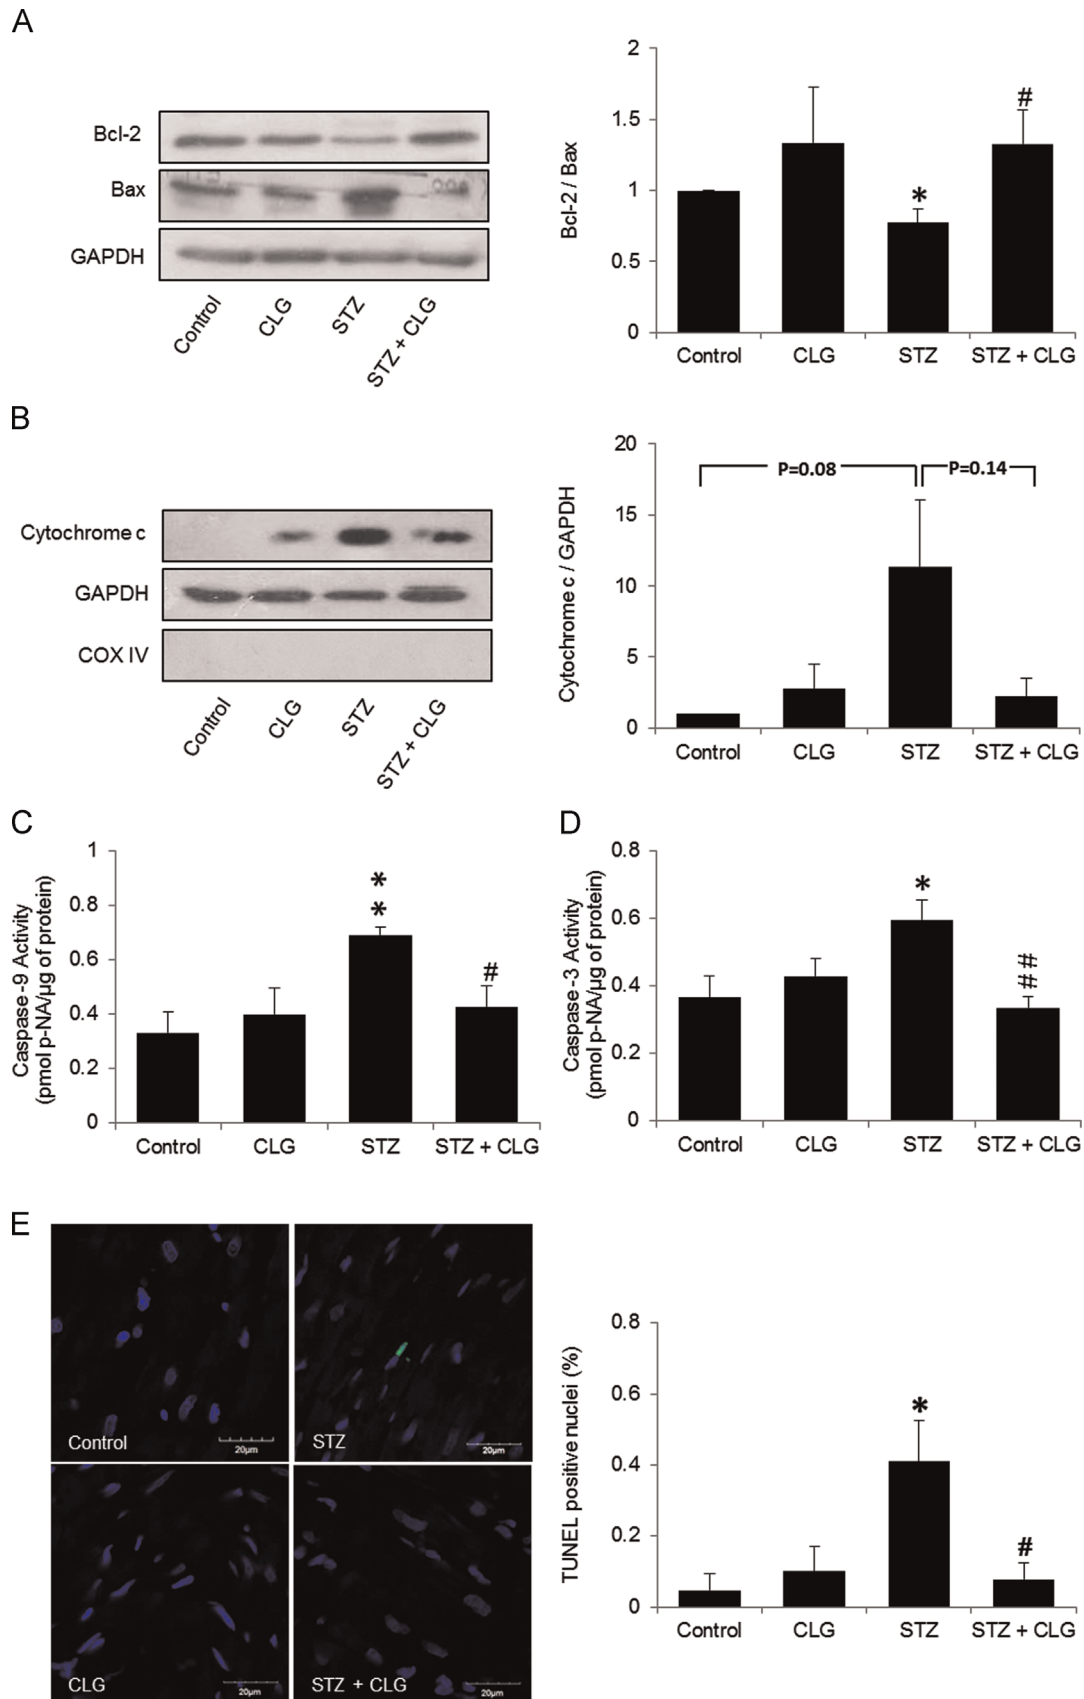 A
Bcl-2
Bax
GAPDH
Control
CLG
STZ
STZ + CLG
Bcl-2 / Bax
2
1.5
1
0.5
0
*
#
Control
CLG
STZ
STZ + CLG
B
Cytochrome c
GAPDH
COX IV
Control
CLG
STZ
STZ + CLG
Cytochrome c / GAPDH
20
15
10
5
0
P=0.08
P=0.14
Control
CLG
STZ
STZ + CLG
C
Caspase-9 Activity
(pmol p-NA/µg of protein)
1
0.8
0.6
0.4
0.2
0
*
*
#
Control
CLG
STZ
STZ + CLG
D
Caspase-3 Activity
(pmol p-NA/µg of protein)
0.8
0.6
0.4
0.2
0
*
##
Control
CLG
STZ
STZ + CLG
E
Control
20µm
STZ
20µm
CLG
20µm
STZ + CLG
20µm
TUNEL positive nuclei (%)
0.8
0.6
0.4
0.2
0
*
#
Control
CLG
STZ
STZ + CLG